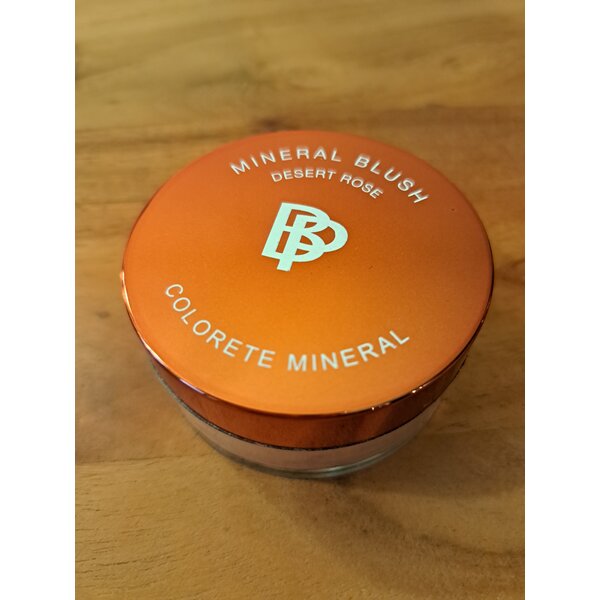 MINERAL BLUSH
DESERT ROSE
BP
COLORETE MINERAL